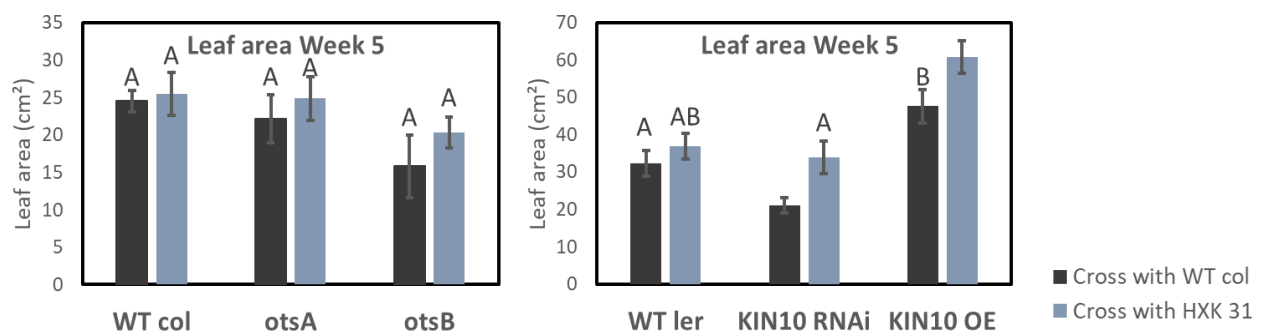 Leaf area Week 5
Leaf area (cm²)
35
30
25
20
15
10
5
0
A
A
A
A
A
A
WT col
otsA
otsB
Leaf area Week 5
Leaf area (cm²)
70
60
50
40
30
20
10
0
A
AB
A
B
WT ler
KIN10 RNAi
KIN10 OE
Cross with WT col
Cross with HXK 31